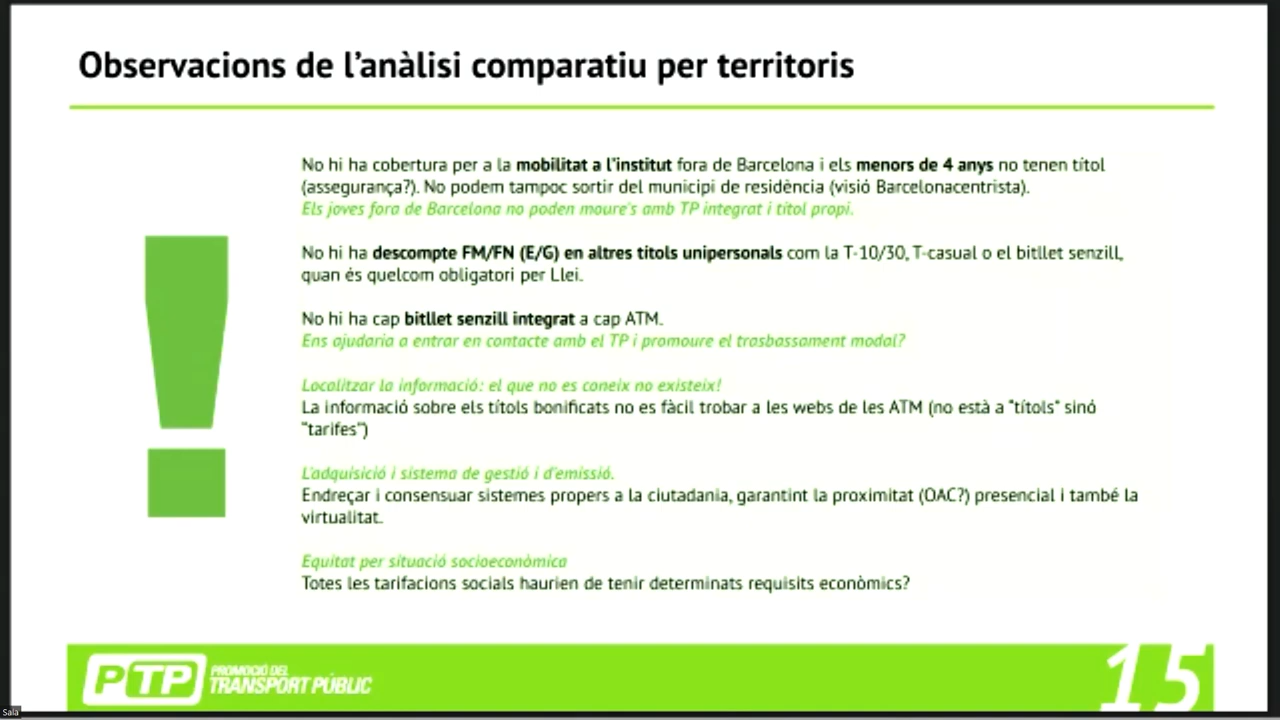 Observacions de l'anàlisi comparatiu per territoris
No hi ha cobertura per a la mobilitat a l'institut fora de Barcelona i els menors de 4 anys no tenen títol
(assegurança?). No podem tampoc sortir del municipi de residència (visió Barcelonacentrista).
Els joves fora de Barcelona no poden moure's amb TP integrat i títol propi.
No hi ha descompte FM/FN (E/G) en altres títols unipersonals com la T-10/30, T-casual o el bitllet senzill,
quan és quelcom obligatori per Llei.
No hi ha cap bitllet senzill integrat a cap ATM.
Ens ajudaria a entrar en contacte amb el TP i promoure el trasbassament modal?
Localitzar la informació: el que no es coneix no existeix!
La informació sobre els títols bonificats no es fàcil trobar a les webs de les ATM (no està a "títols" sinó
"tarifes")
L'adquisició i sistema de gestió i d'emissió.
Endreçar i consensuar sistemes propers a la ciutadania, garantint la proximitat (OAC?) presencial i també la
virtualitat.
Equitat per situació socioeconòmica
Totes les tarifacions socials haurien de tenir determinats requisits econòmics?
PTP PROMOCIÓ DEL
TRANSPORT PÚBLIC
15
Sala